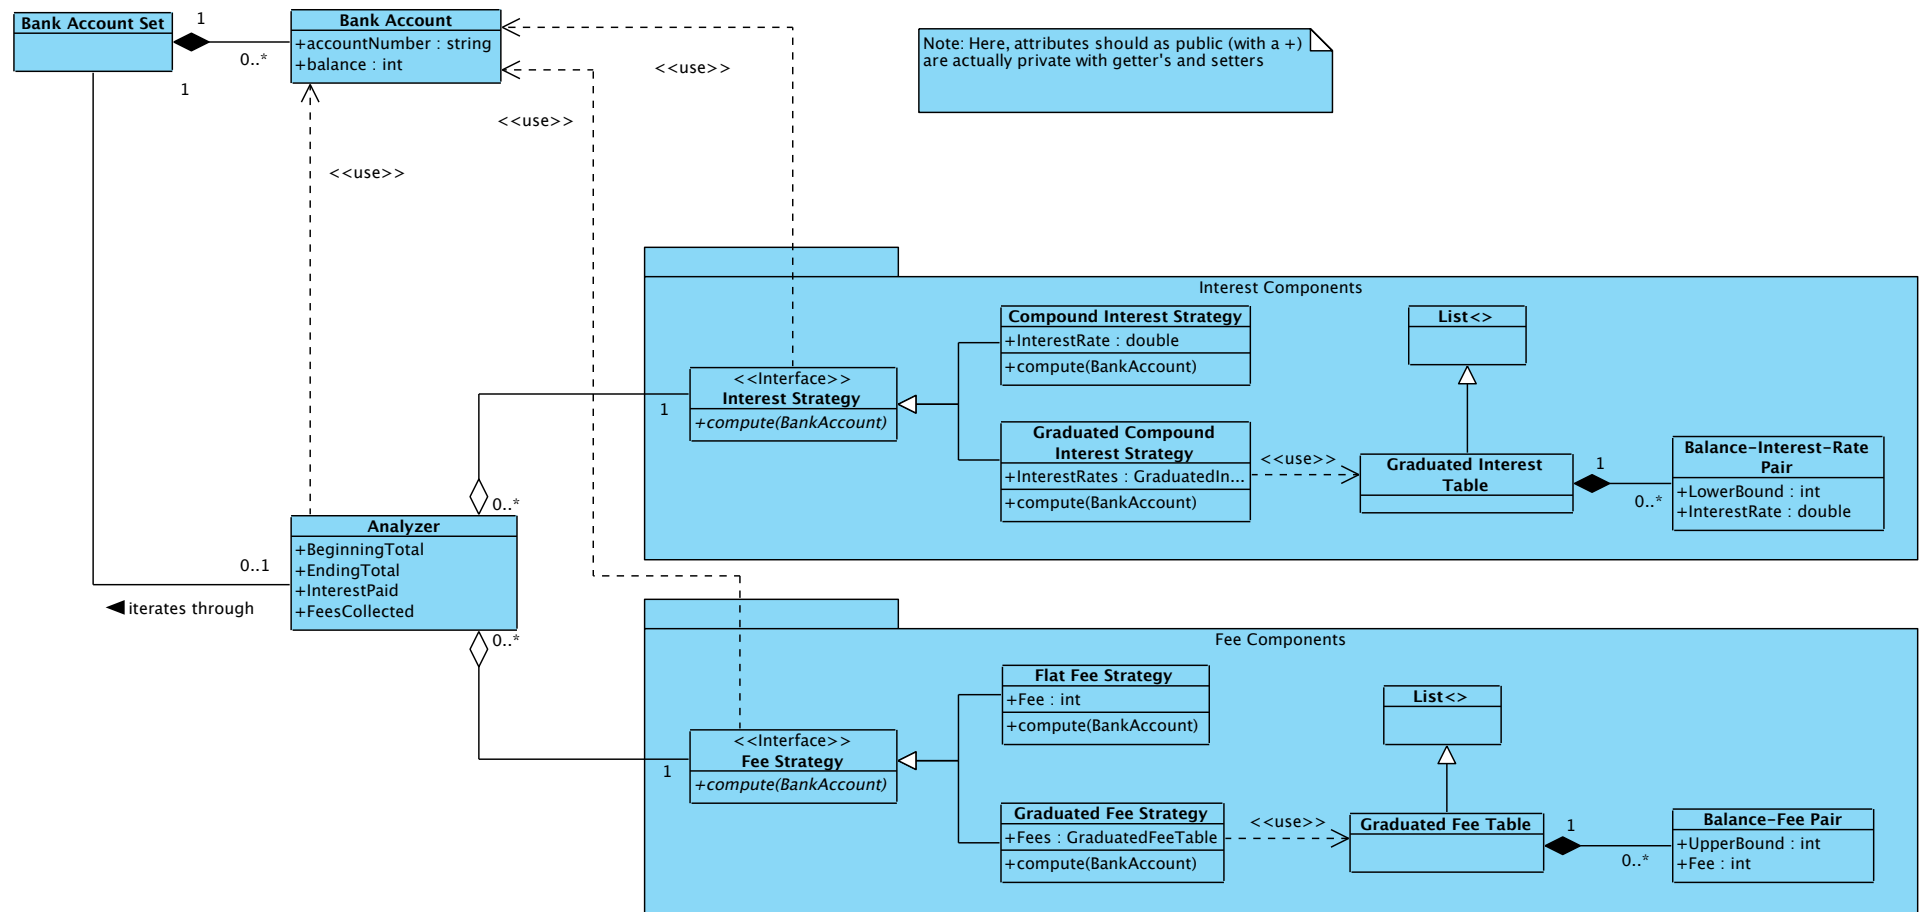 Bank Account Set
1
0..*
1
Bank Account
+accountNumber : string
+balance : int
<<use>>
<<use>>
<<use>>
Note: Here, attributes should as public (with a +)
are actually private with getter's and setters
Interest Components
<<Interface>>
Interest Strategy
+compute(BankAccount)
1
Compound Interest Strategy
+InterestRate : double
+compute(BankAccount)
Graduated Compound
Interest Strategy
+InterestRates : GraduatedIn...
+compute(BankAccount)
<<use>>
List<>
Graduated Interest
Table
1
0..*
Balance-Interest-Rate
Pair
+LowerBound : int
+InterestRate : double
0..*
Analyzer
+BeginningTotal
+EndingTotal
+InterestPaid
+FeesCollected
0..1
iterates through
0..*
Fee Components
<<Interface>>
Fee Strategy
+compute(BankAccount)
1
Flat Fee Strategy
+Fee : int
+compute(BankAccount)
Graduated Fee Strategy
+Fees : GraduatedFeeTable
+compute(BankAccount)
<<use>>
List<>
Graduated Fee Table
1
0..*
Balance-Fee Pair
+UpperBound : int
+Fee : int